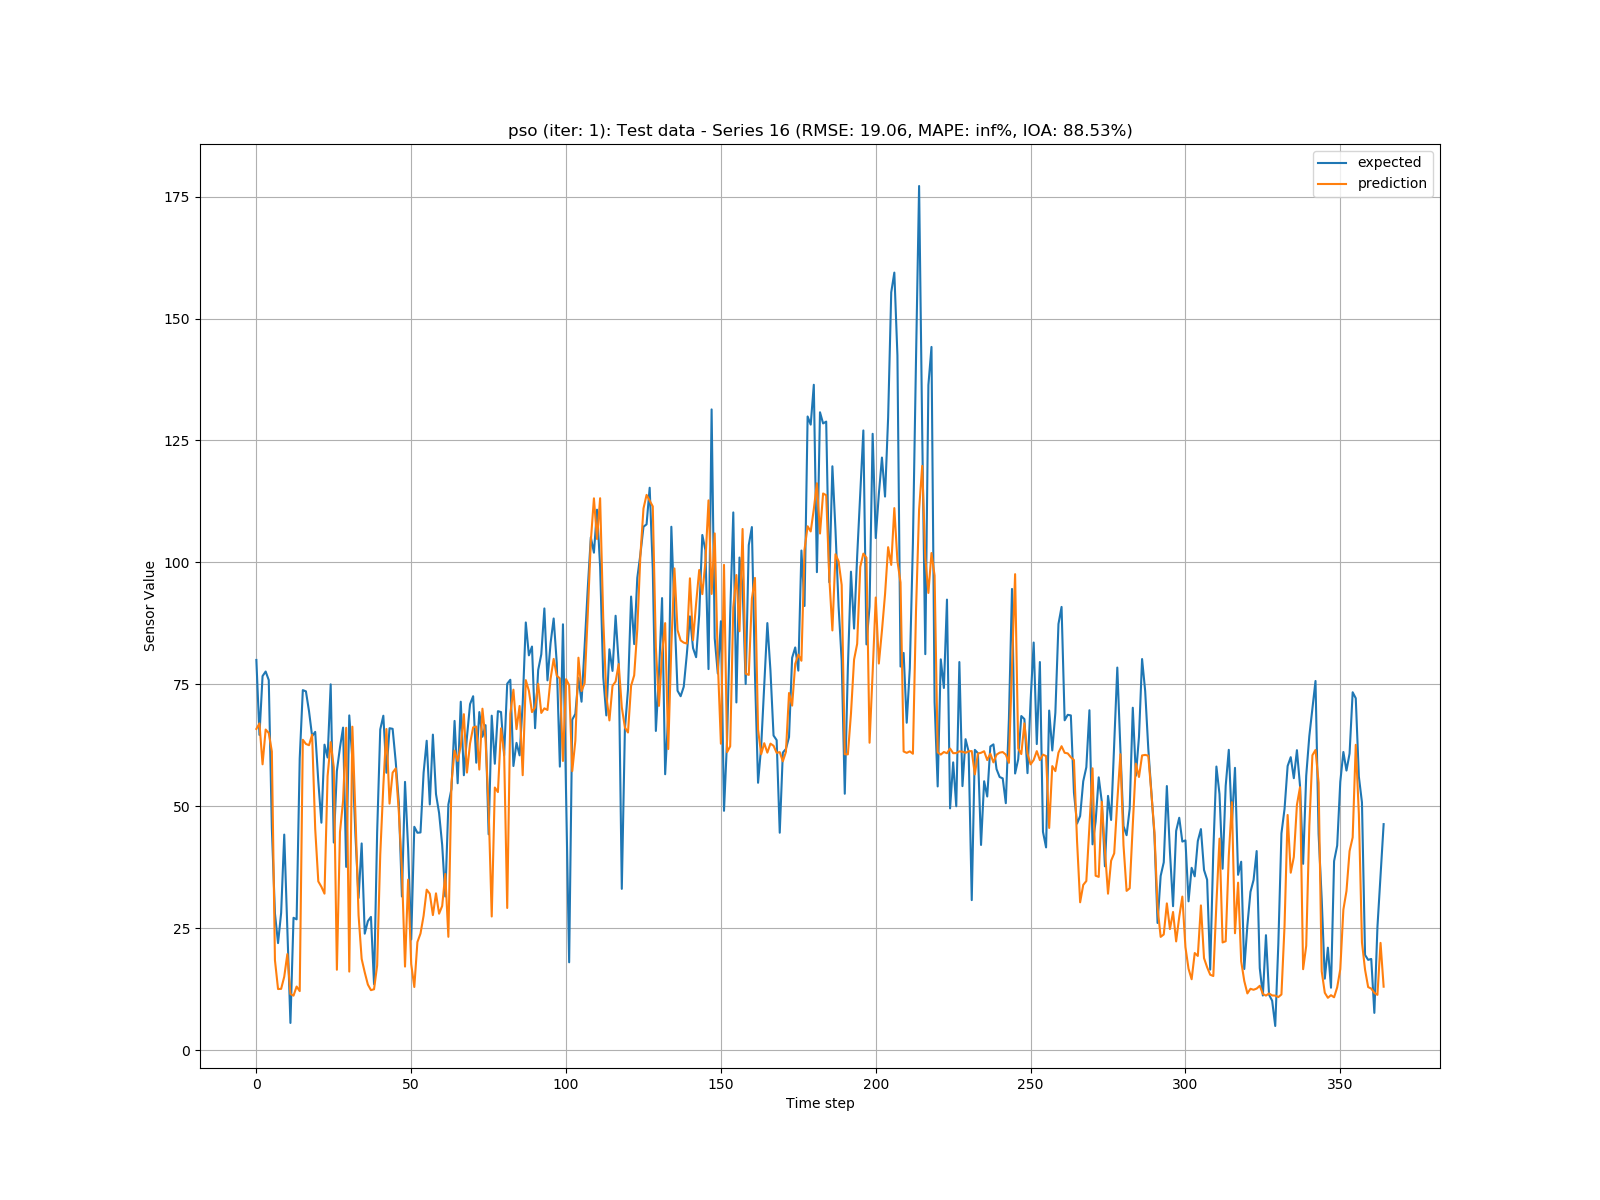 pso (iter: 1): Test data - Series 16 (RMSE: 19.06, MAPE: inf%, IOA: 88.53%)
expected
prediction
175
150
125
100
75
50
25
0
Sensor Value
0 50 100 150 200 250 300 350
Time step